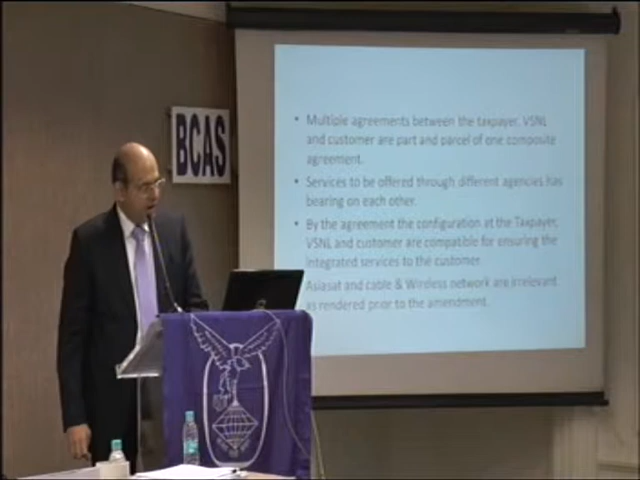 BCAS
• Multiple agreements between the taxpayer, VSNL
and customer are part and parcel of one composite
agreement.
• Services to be offered through different agencies has
bearing on each other.
• By the agreement the configuration at the Taxpayer,
VSNL and customer are compatible for ensuring the
integrated services to the customer.
Asiasat and cable & Wireless network are irrelevant
as rendered prior to the amendment.